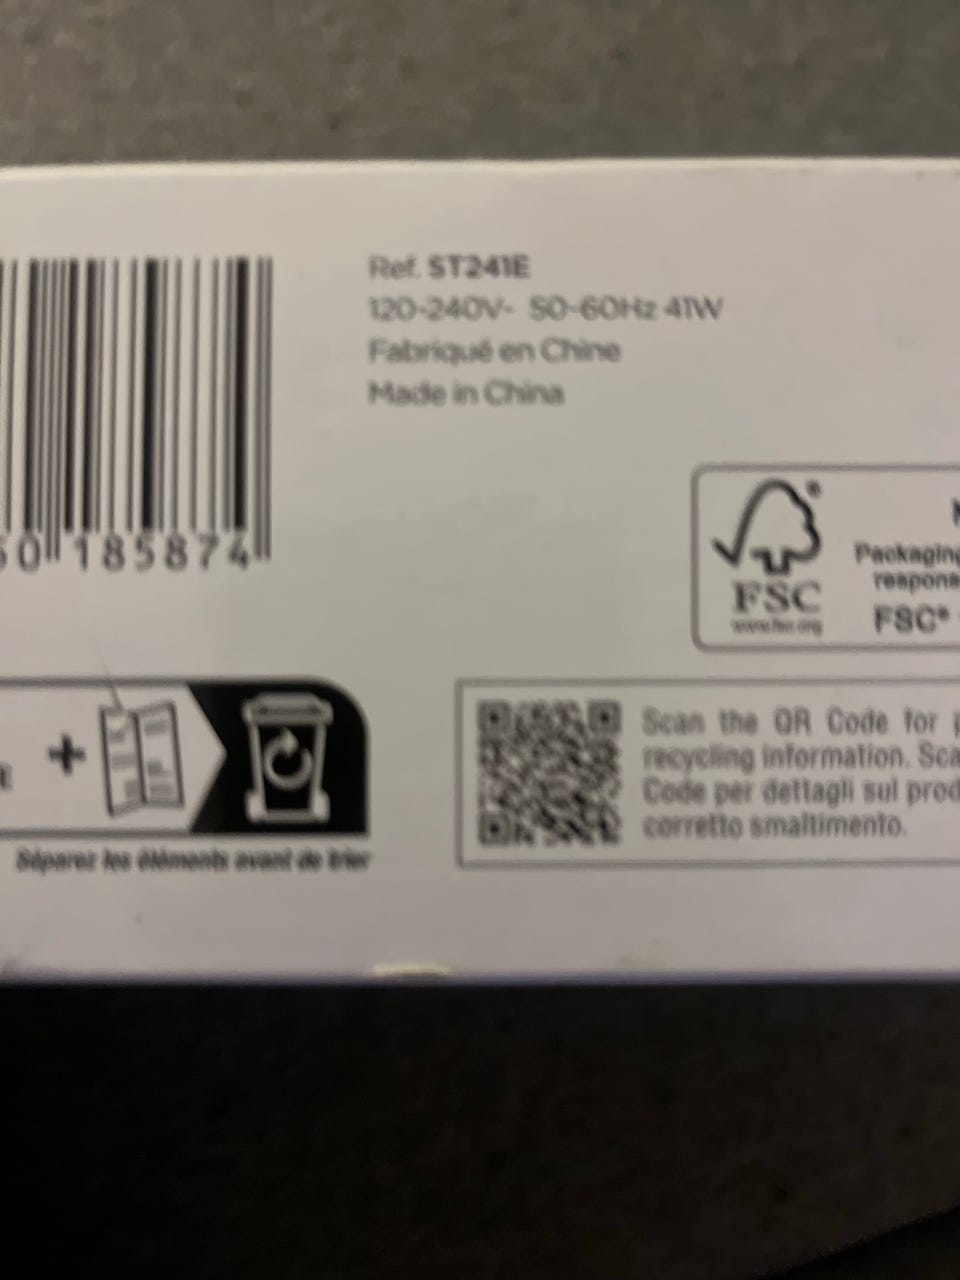 Ref. ST241E
120-240V- 50-60Hz 41W
Fabriqué en Chine
Made in China
0 185874
FSC
www.fsc.org
Packaging
FSC®
+
Séparez les éléments avant de trier
Scan the QR Code for
recycling information.
Code per dettagli sul
corretto smaltimento.